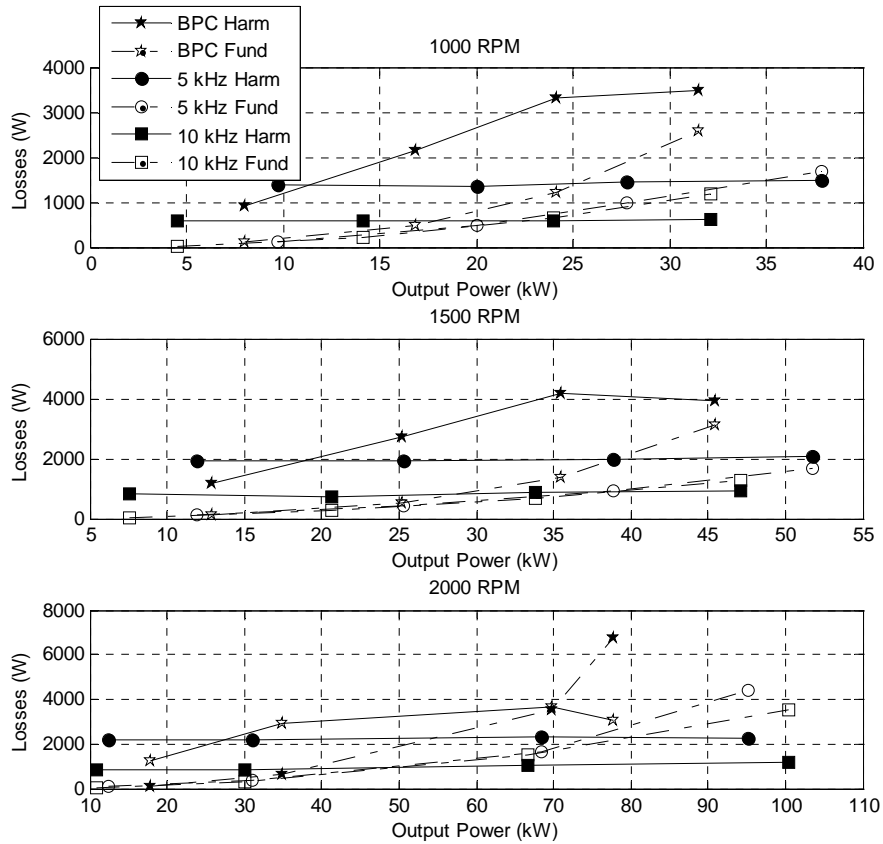 BPC Harm
BPC Fund
5 kHz Harm
5 kHz Fund
10 kHz Harm
10 kHz Fund
1000 RPM
Losses (W)
4000
3000
2000
1000
0
0 5 10 15 20 25 30 35 40
Output Power (kW)
1500 RPM
Losses (W)
6000
4000
2000
0
5 10 15 20 25 30 35 40 45 50 55
Output Power (kW)
2000 RPM
Losses (W)
8000
6000
4000
2000
0
10 20 30 40 50 60 70 80 90 100 110
Output Power (kW)